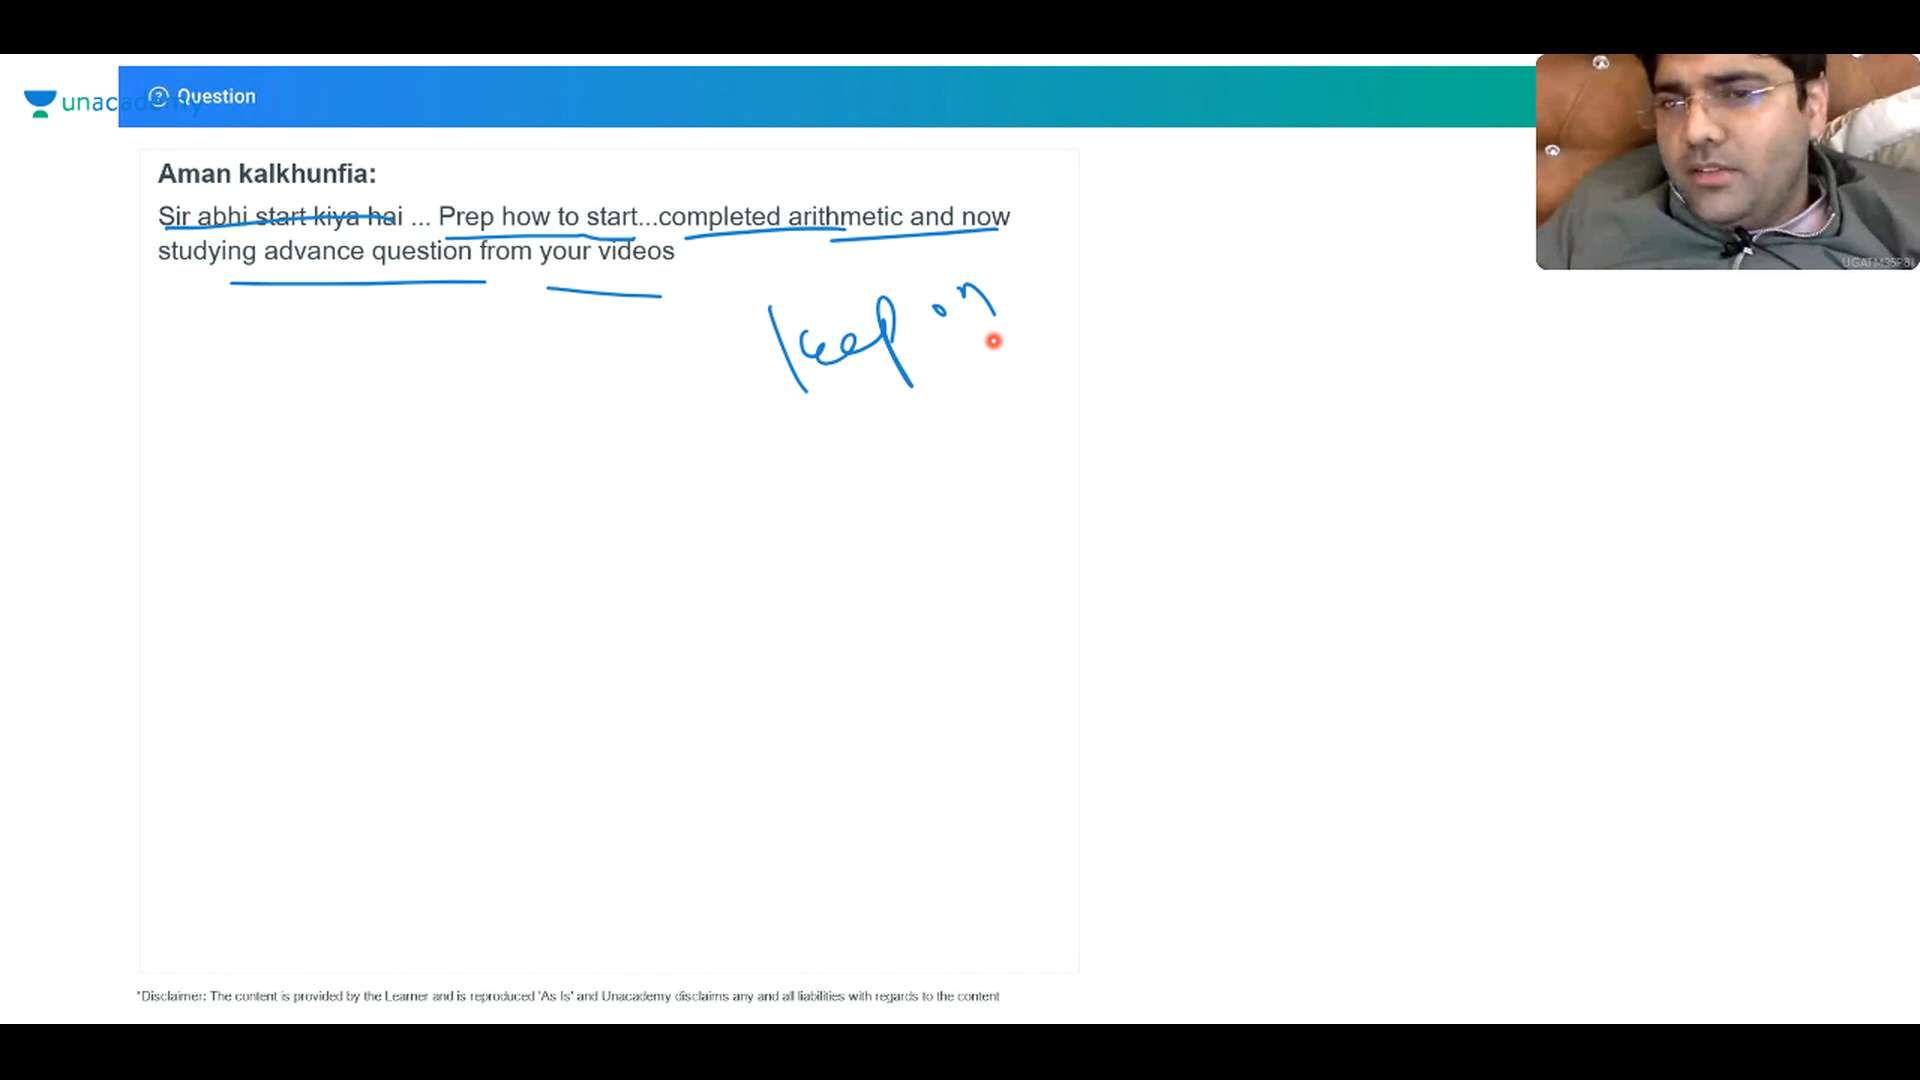 unacademy
Question
Aman kalkhunfia:
Sir abhi start kiya hai ... Prep how to start...completed arithmetic and now
studying advance question from your videos
keep on
*Disclaimer: The content is provided by the Learner and is reproduced 'As Is' and Unacademy disclaims any and all liabilities with regards to the content
UGATM35P8L